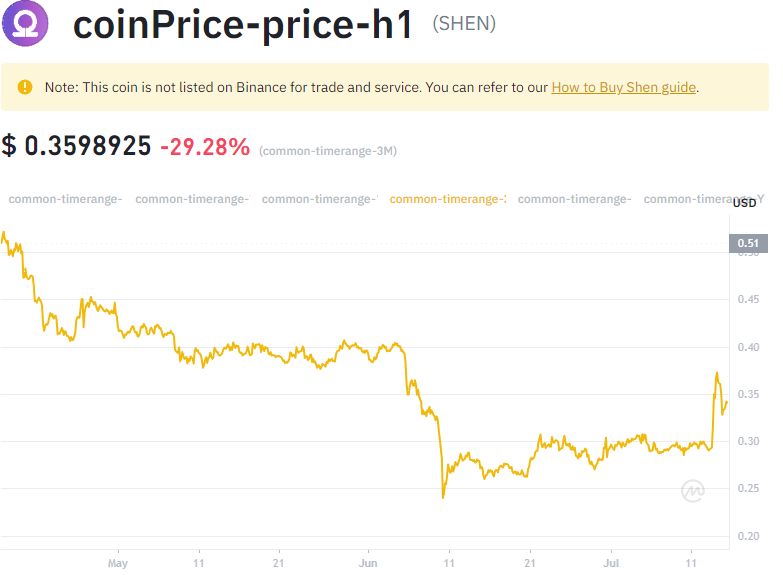 coinPrice-price-h1 (SHEN)
Note: This coin is not listed on Binance for trade and service. You can refer to our How to Buy Shen guide.
$ 0.3598925 -29.28% (common-timerange-3M)
common-timerange- common-timerange- common-timerange- common-timerange- common-timerange- common-timerange-Y
USD
0.51
0.50
0.45
0.40
0.35
0.30
0.25
0.20
May 11 21 Jun 11 21 Jul 11